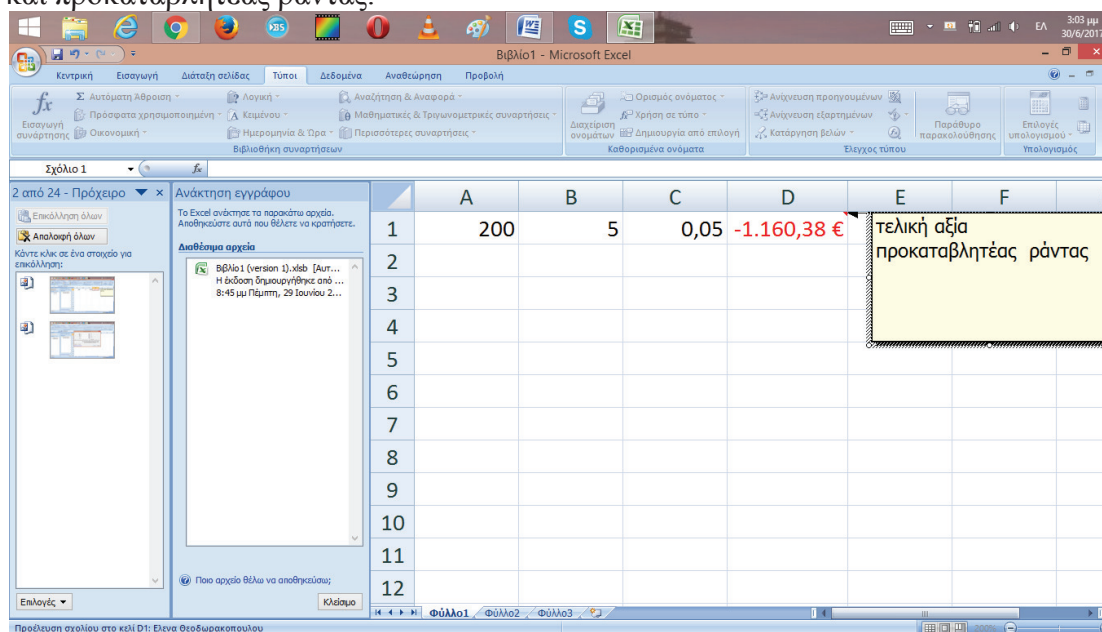 και προκαταβλητέας ράντας.
3:03 μμ
ΕΛ
30/6/2017
Βιβλίο1 - Microsoft Excel
Κεντρική Εισαγωγή Διάταξη σελίδας Τύποι Δεδομένα Αναθεώρηση Προβολή
Σ Αυτόματη Άθροιση Λογική Αναζήτηση & Αναφορά
Πρόσφατα χρησιμοποιημένη Κειμένου Μαθηματικές & Τριγωνομετρικές συναρτήσεις
Οικονομική Ημερομηνία & Ώρα Περισσότερες συναρτήσεις
Εισαγωγή συνάρτησης
Βιβλιοθήκη συναρτήσεων
Διαχείριση ονομάτων
Ορισμός ονόματος
Χρήση σε τύπο
Δημιουργία από επιλογή
Καθορισμένα ονόματα
Ανίχνευση προηγουμένων
Ανίχνευση εξαρτημένων
Κατάργηση βελών
Παράθυρο παρακολούθησης
Έλεγχος τύπου
Επιλογές υπολογισμού
Υπολογισμός
Σχόλιο 1 fx
2 από 24 - Πρόχειρο
Επικόλληση όλων
Απαλοιφή όλων
Κάντε κλικ σε ένα στοιχείο για
επικόλληση:
Επιλογές
Ανάκτηση εγγράφου
Το Excel ανέκτησε τα παρακάτω αρχεία.
Αποθηκεύστε αυτά που θέλετε να κρατήσετε.
Διαθέσιμα αρχεία
Βιβλίο1 (version 1).xlsb [Αυτ...
Η έκδοση δημιουργήθηκε από ...
8:45 μμ Πέμπτη, 29 Ιουνίου 2...
Ποιο αρχείο θέλω να αποθηκεύσω;
Κλείσιμο
A B C D E F
1 200 5 0,05 -1.160,38 €
τελική αξία
προκαταβλητέας ράντας
2
3
4
5
6
7
8
9
10
11
12
Φύλλο1 Φύλλο2 Φύλλο3
Προέλευση σχολίου στο κελί D1: Ελενα Θεοδωρακοπουλου
200%